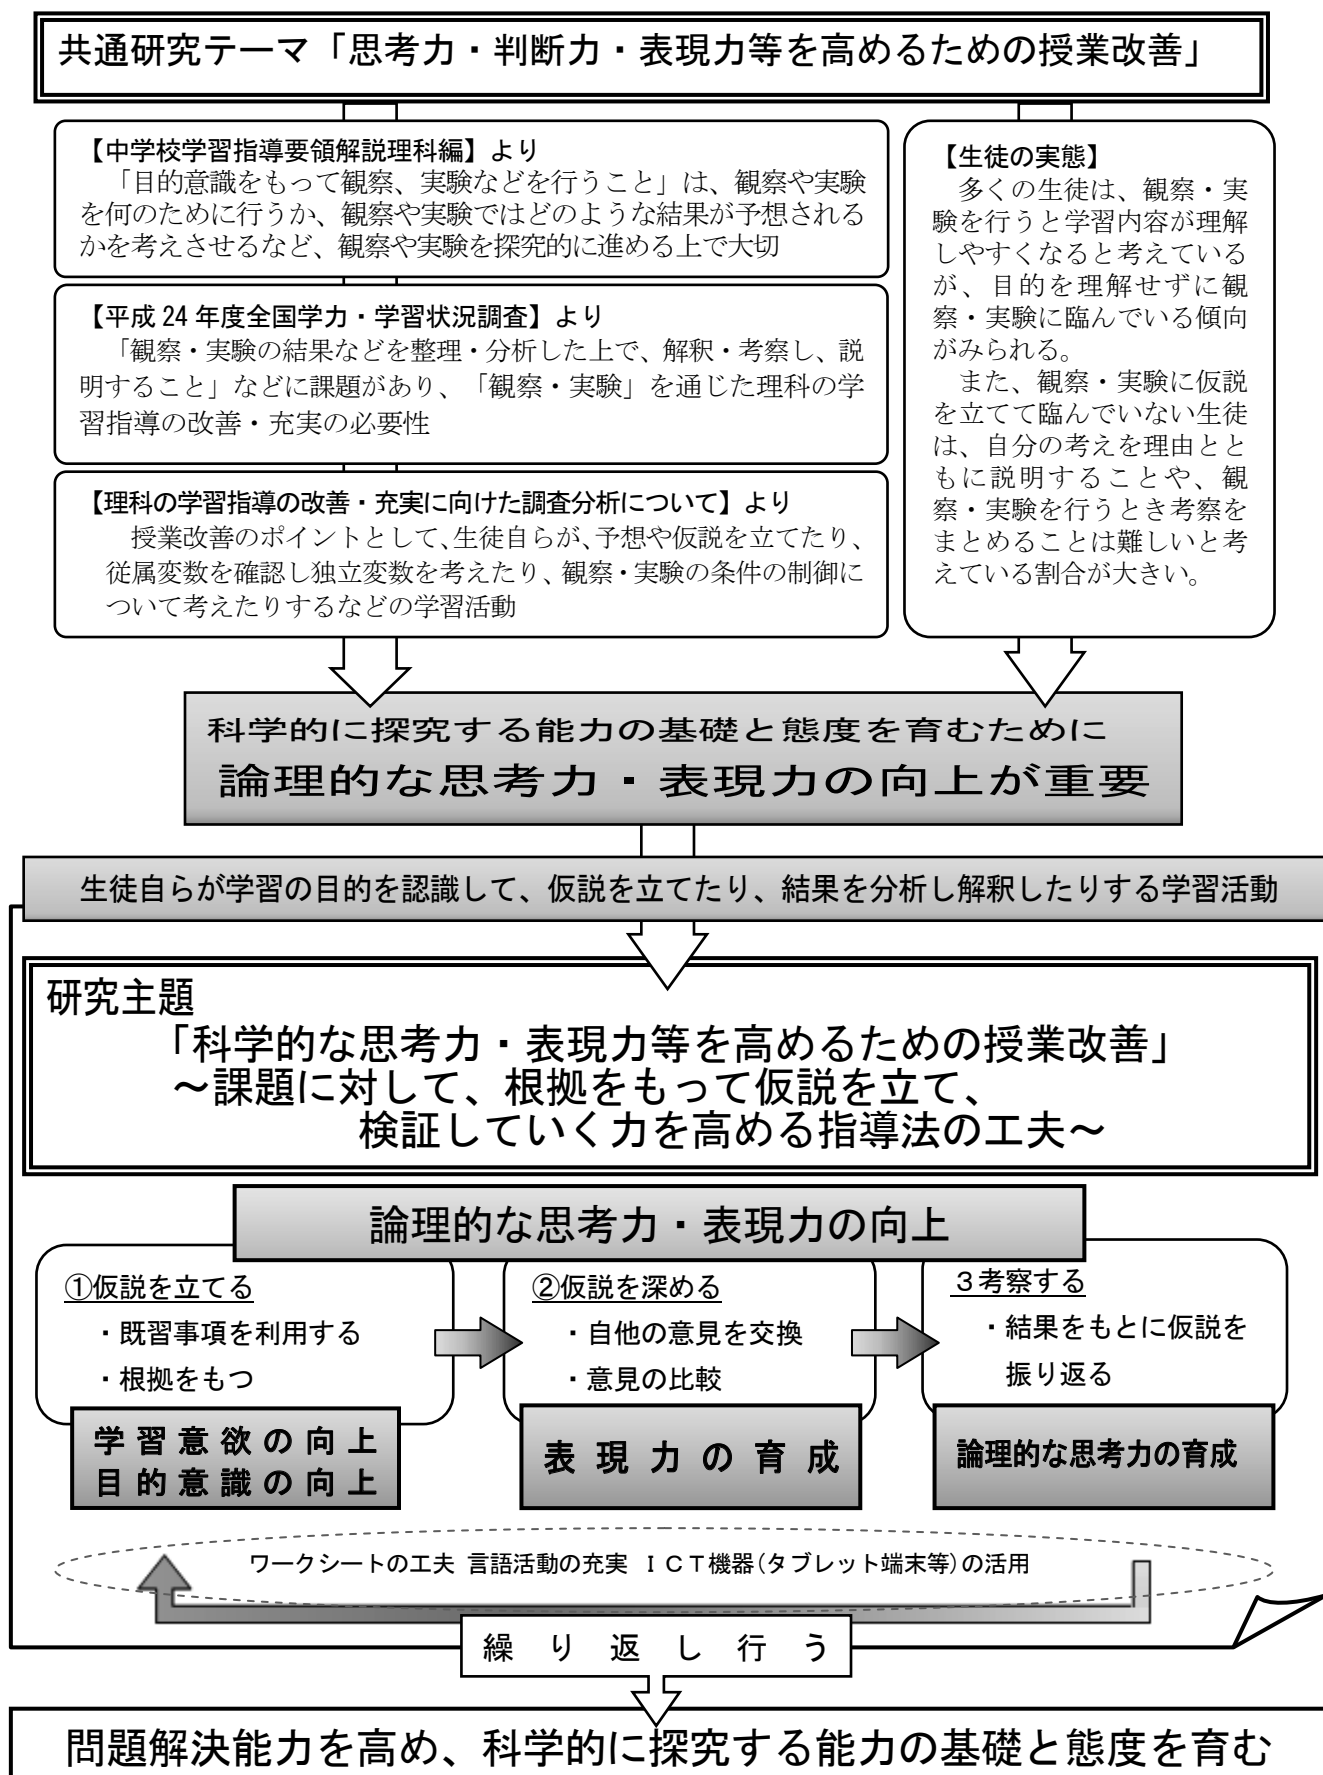 共通研究テーマ「思考力・判断力・表現力等を高めるための授業改善」
【中学校学習指導要領解説理科編】より
「目的意識をもって観察、実験などを行うこと」は、観察や実験
を何のために行うか、観察や実験ではどのような結果が予想される
かを考えさせるなど、観察や実験を探究的に進める上で大切
【平成24年度全国学力・学習状況調査】より
「観察・実験の結果などを整理・分析した上で、解釈・考察し、説
明すること」などに課題があり、「観察・実験」を通じた理科の学
習指導の改善・充実の必要性
【理科の学習指導の改善・充実に向けた調査分析について】より
授業改善のポイントとして、生徒自らが、予想や仮説を立てたり、
従属変数を確認し独立変数を考えたり、観察・実験の条件の制御に
ついて考えたりするなどの学習活動
【生徒の実態】
多くの生徒は、観察・実
験を行うと学習内容が理解
しやすくなると考えている
が、目的を理解せずに観
察・実験に臨んでいる傾向
がみられる。
また、観察・実験に仮説
を立てて臨んでいない生徒
は、自分の考えを理由とと
もに説明することや、観
察・実験を行うとき考察を
まとめることは難しいと考
えている割合が大きい。
科学的に探究する能力の基礎と態度を育むために
論理的な思考力・表現力の向上が重要
生徒自らが学習の目的を認識して、仮説を立てたり、結果を分析し解釈したりする学習活動
研究主題
「科学的な思考力・表現力等を高めるための授業改善」
～課題に対して、根拠をもって仮説を立て、
検証していく力を高める指導法の工夫～
論理的な思考力・表現力の向上
①仮説を立てる
・既習事項を利用する
・根拠をもつ
学習意欲の向上
目的意識の向上
②仮説を深める
・自他の意見を交換
・意見の比較
表現力の育成
３考察する
・結果をもとに仮説を
振り返る
論理的な思考力の育成
ワークシートの工夫 言語活動の充実 ＩＣＴ機器(タブレット端末等)の活用
繰り返し行う
問題解決能力を高め、科学的に探究する能力の基礎と態度を育む